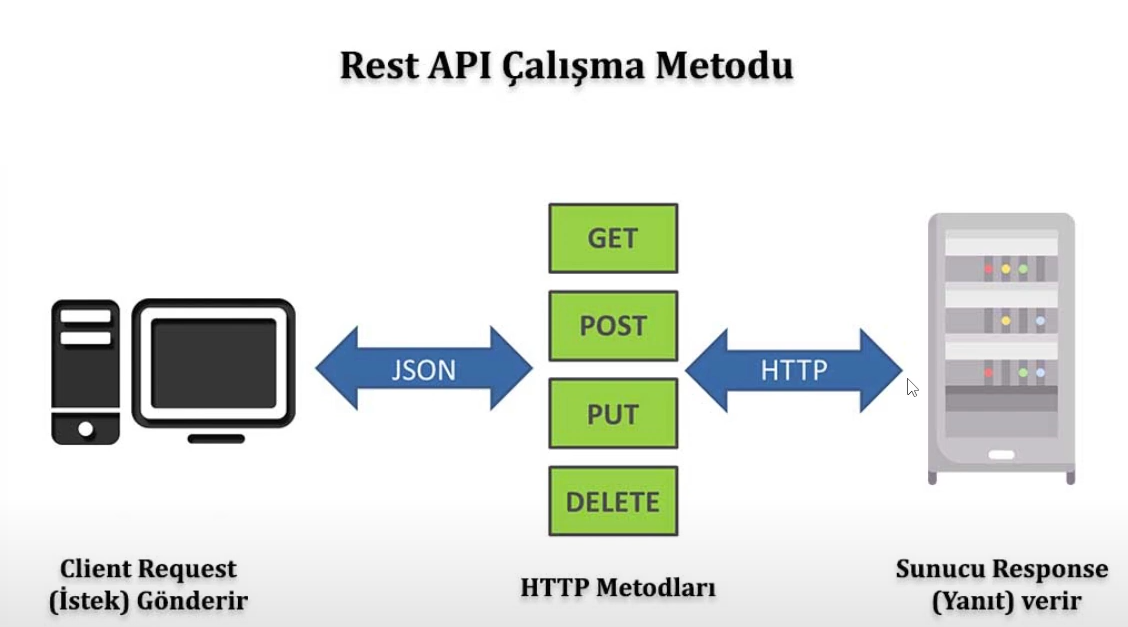 Rest API Çalışma Metodu
GET
POST
JSON
HTTP
PUT
DELETE
Client Request
(İstek) Gönderir
HTTP Metodları
Sunucu Response
(Yanıt) verir